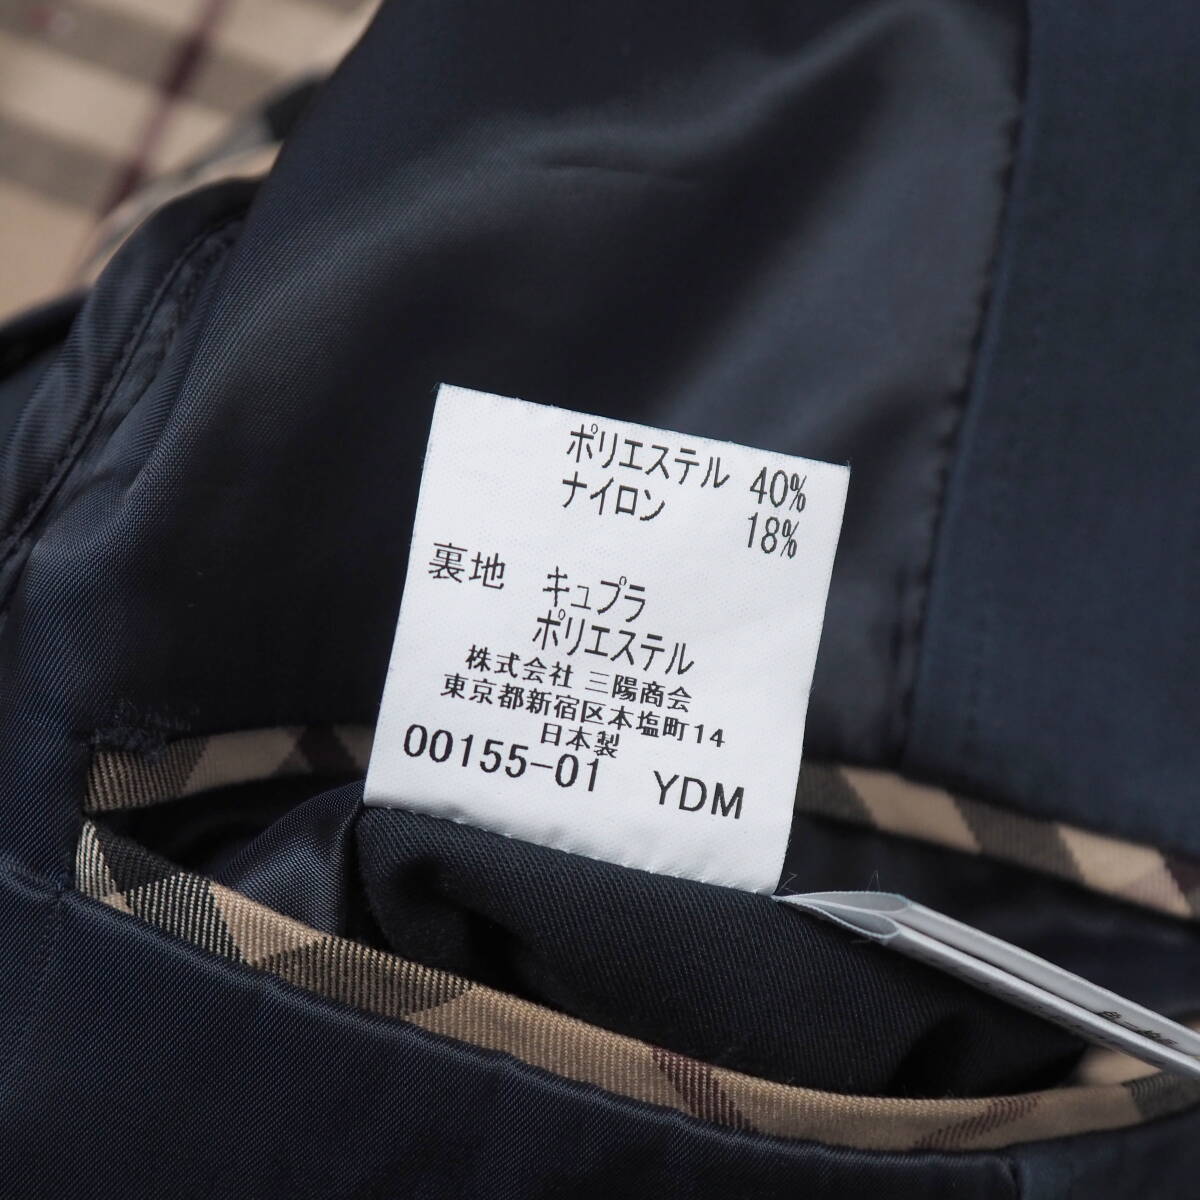 ポリエステル 40%
ナイロン 18%
裏地 キュプラ
ポリエステル
株式会社 三陽商会
東京都新宿区本塩町14
日本製
00155-01 YDM